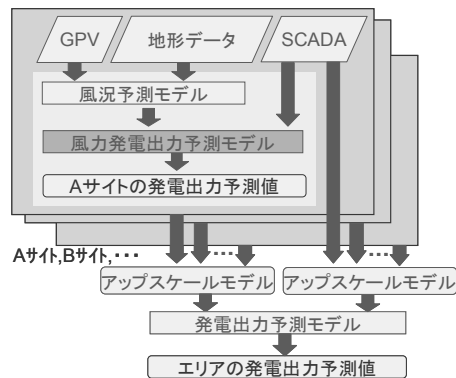 GPV
地形データ
SCADA
風況予測モデル
風力発電出力予測モデル
Aサイトの発電出力予測値
Aサイト,Bサイト,・・・
アップスケールモデル
アップスケールモデル
発電出力予測モデル
エリアの発電出力予測値